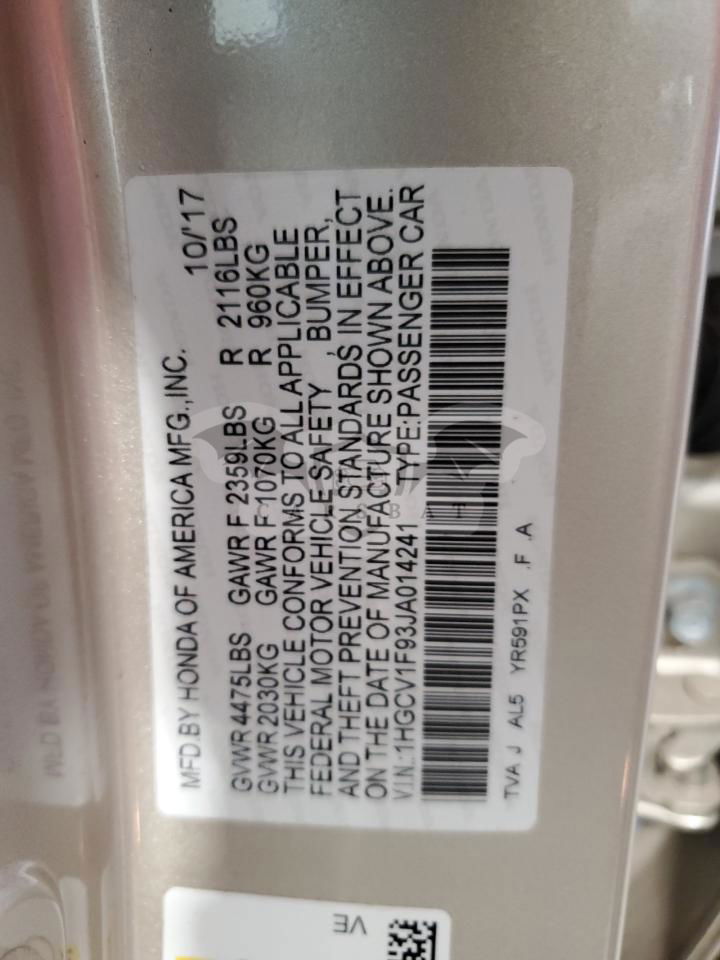 MFD.BY HONDA OF AMERICA MFG.,INC. 10/'17
GVWR 4475LBS GAWR F 2359LBS R 2116LBS
GVWR 2030KG GAWR F 1070KG R 960KG
THIS VEHICLE CONFORMS TO ALL APPLICABLE
FEDERAL MOTOR VEHICLE SAFETY , BUMPER,
AND THEFT PREVENTION STANDARDS IN EFFECT
ON THE DATE OF MANUFACTURE SHOWN ABOVE.
V.I.N.:1HGCV1F93JA014241 TYPE:PASSENGER CAR
TVA J AL5 YR591PX .F .A
VE